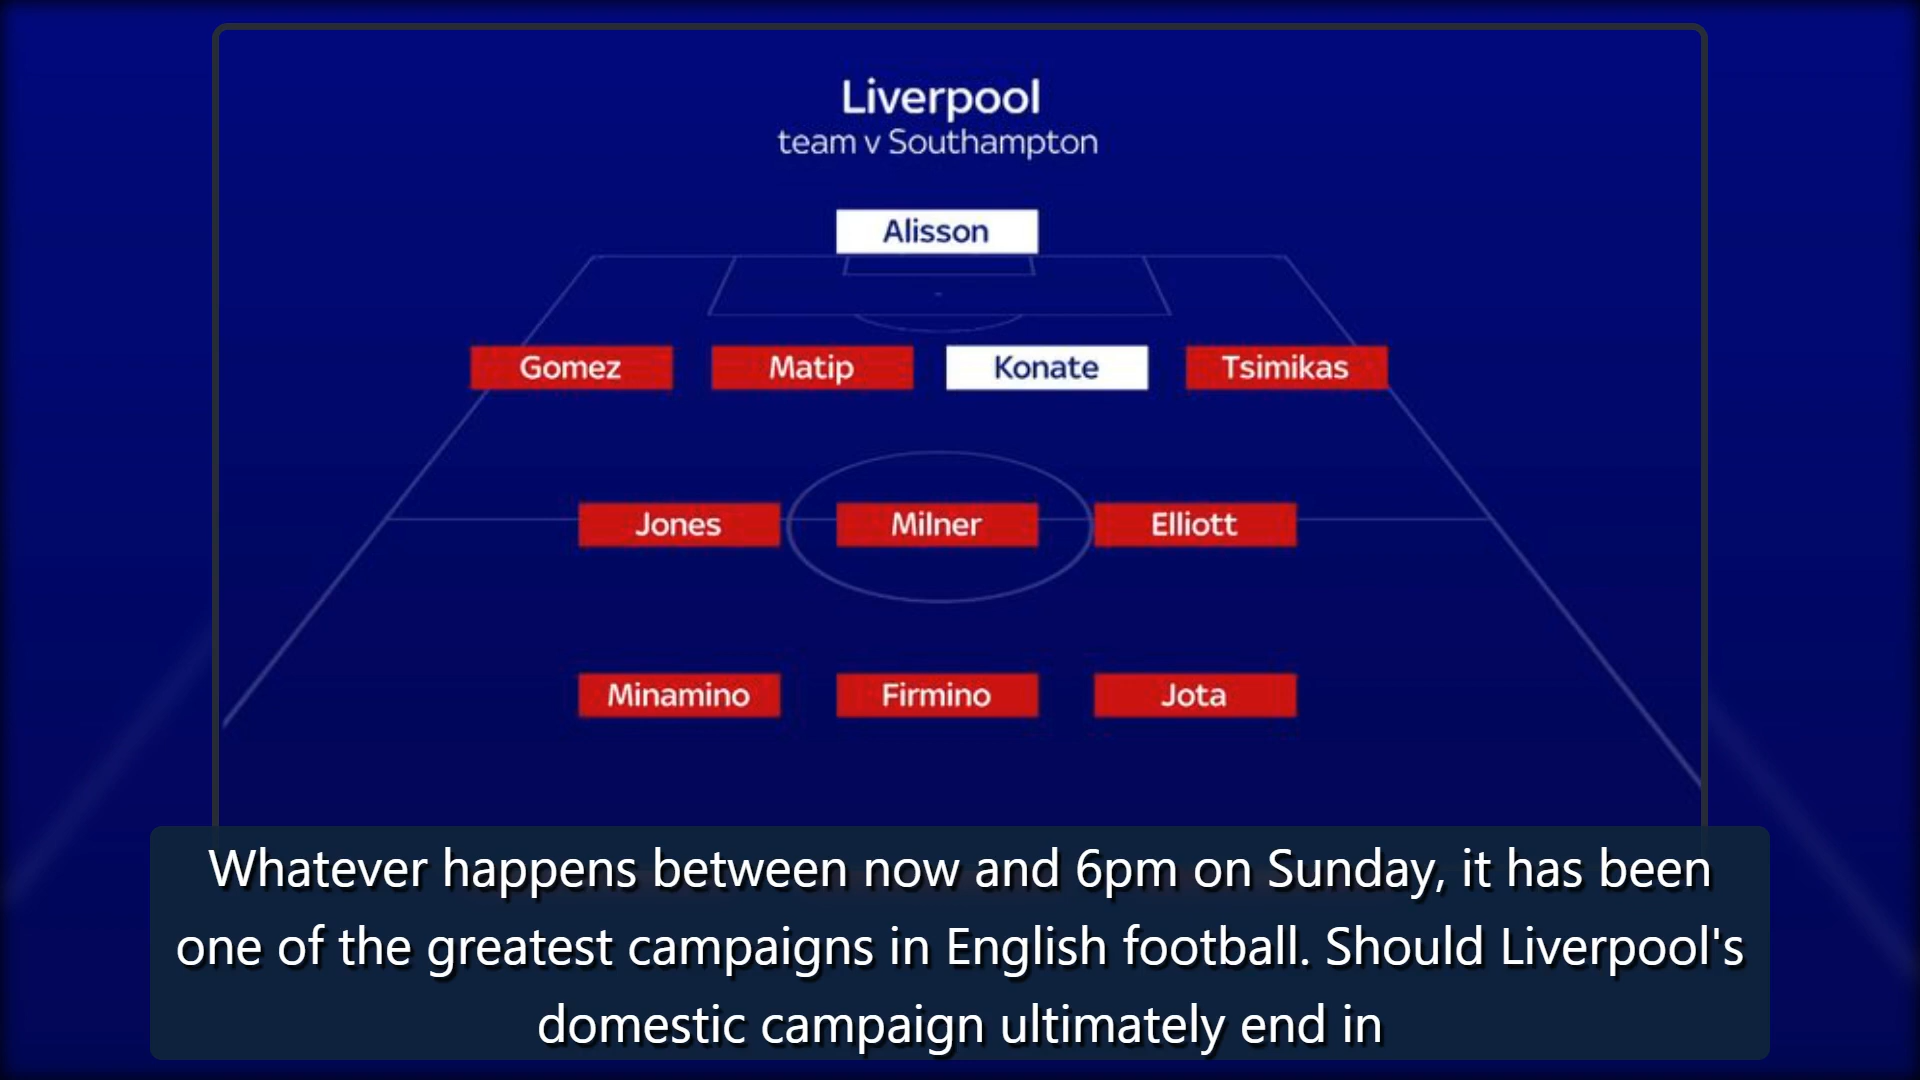 Liverpool
team v Southampton
Alisson
Gomez Matip Konate Tsimikas
Jones Milner Elliott
Minamino Firmino Jota
Whatever happens between now and 6pm on Sunday, it has been
one of the greatest campaigns in English football. Should Liverpool's
domestic campaign ultimately end in